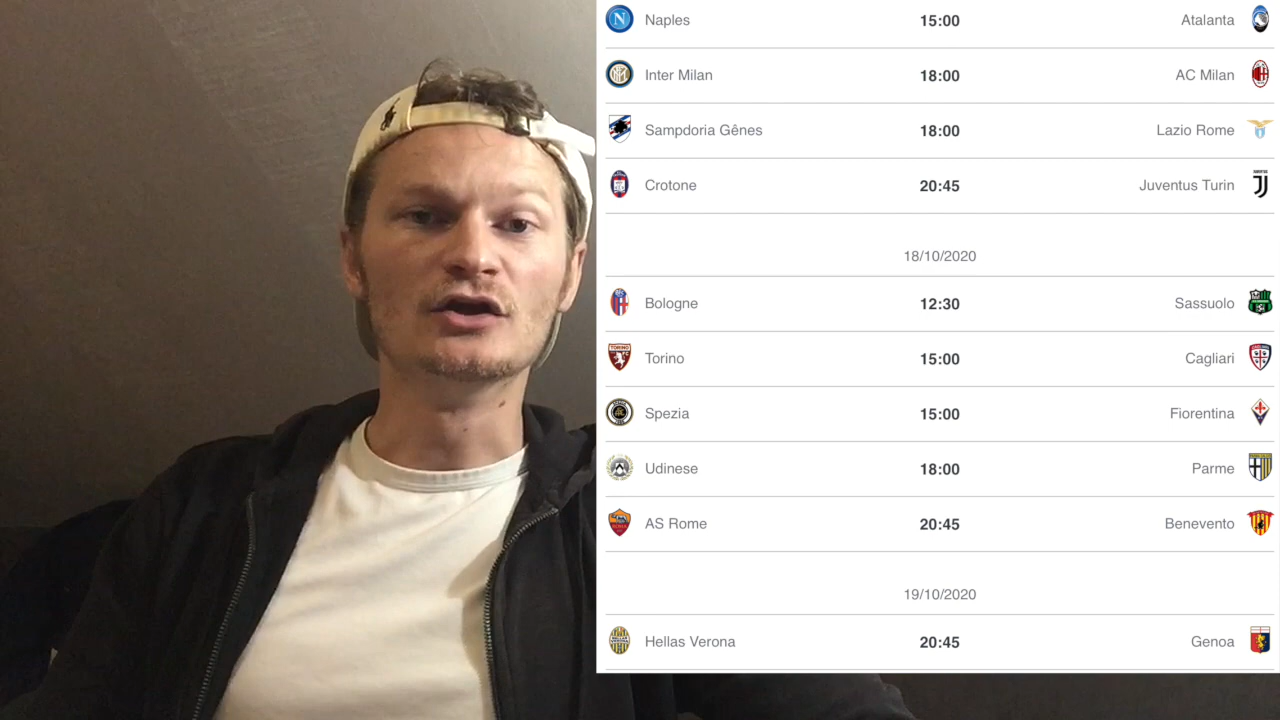 Naples 15:00 Atalanta
Inter Milan 18:00 AC Milan
Sampdoria Gênes 18:00 Lazio Rome
Crotone 20:45 Juventus Turin
18/10/2020
Bologne 12:30 Sassuolo
Torino 15:00 Cagliari
Spezia 15:00 Fiorentina
Udinese 18:00 Parme
AS Rome 20:45 Benevento
19/10/2020
Hellas Verona 20:45 Genoa